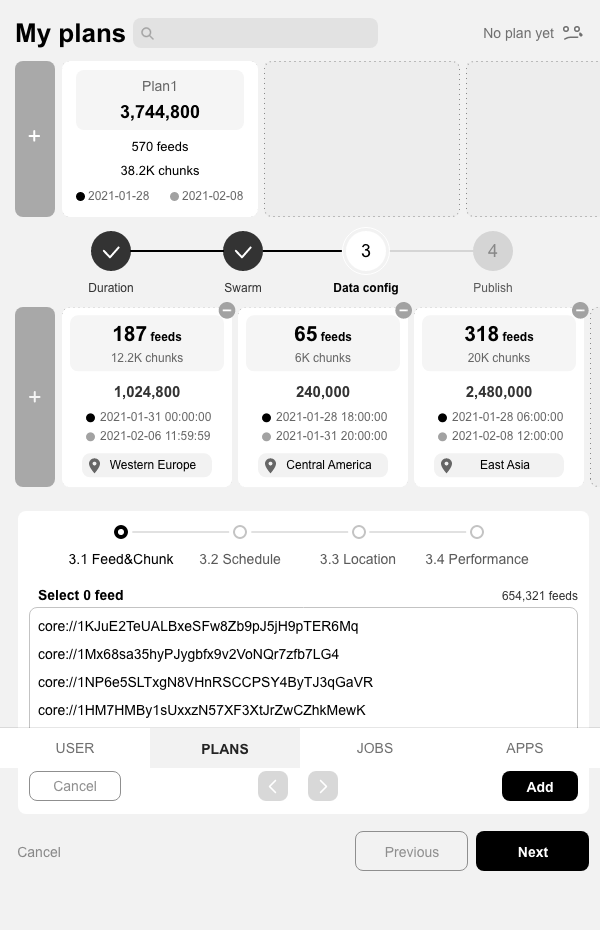 My plans
No plan yet
+
Plan1
3,744,800
570 feeds
38.2K chunks
2021-01-28
2021-02-08
3
4
Duration
Swarm
Data config
Publish
+
187 feeds
12.2K chunks
1,024,800
2021-01-31 00:00:00
2021-02-06 11:59:59
Western Europe
65 feeds
6K chunks
240,000
2021-01-28 18:00:00
2021-01-31 20:00:00
Central America
318 feeds
20K chunks
2,480,000
2021-01-28 06:00:00
2021-02-08 12:00:00
East Asia
3.1 Feed&Chunk
3.2 Schedule
3.3 Location
3.4 Performance
Select 0 feed
654,321 feeds
core://1KJuE2TeUALBxeSFw8Zb9pJ5jH9pTER6Mq
core://1Mx68sa35hyPJygbfx9v2VoNQr7zfb7LG4
core://1NP6e5SLTxgN8VHnRSCCPSY4ByTJ3qGaVR
core://1HM7HMBy1sUxxzN57XF3XtJrZwCZhkMewK
USER
PLANS
JOBS
APPS
Cancel
Add
Cancel
Previous
Next